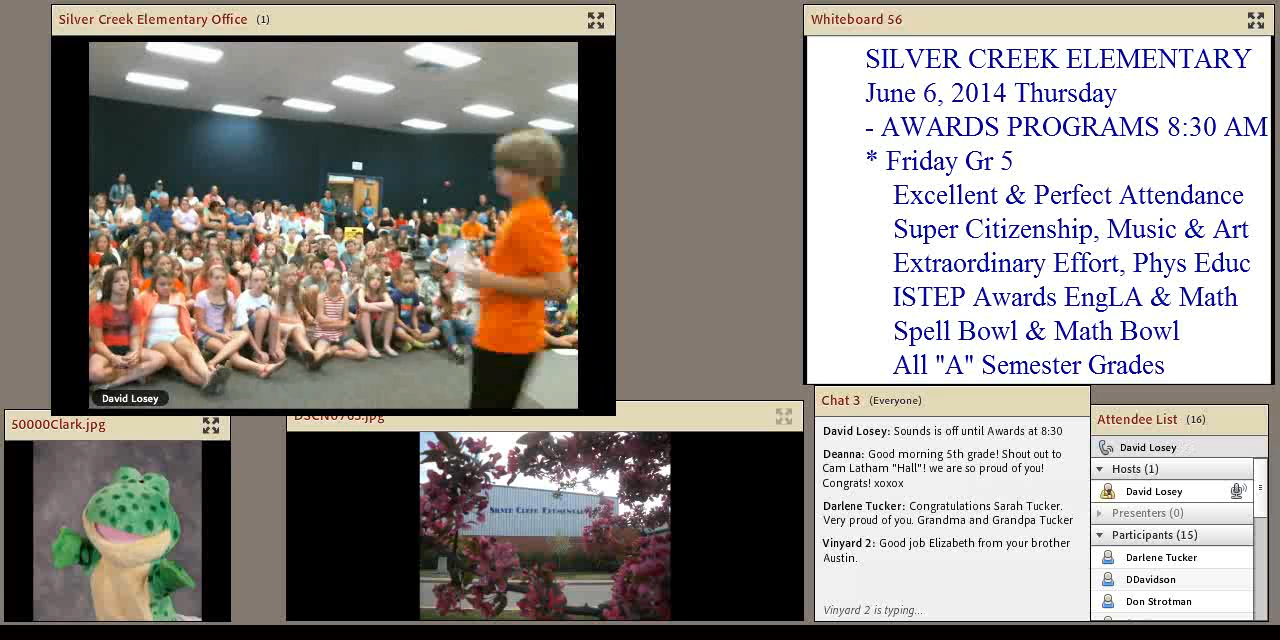 Silver Creek Elementary Office (1)
David Losey
Whiteboard 56
SILVER CREEK ELEMENTARY
June 6, 2014 Thursday
- AWARDS PROGRAMS 8:30 AM
* Friday Gr 5
Excellent & Perfect Attendance
Super Citizenship, Music & Art
Extraordinary Effort, Phys Educ
ISTEP Awards EngLA & Math
Spell Bowl & Math Bowl
All "A" Semester Grades
50000Clark.jpg
SILVER CREEK ELEMENTARY
Chat 3 (Everyone)
David Losey: Sounds is off until Awards at 8:30
Deanna: Good morning 5th grade! Shout out to
Cam Latham "Hall"! we are so proud of you!
Congrats! xoxox
Darlene Tucker: Congratulations Sarah Tucker.
Very proud of you. Grandma and Grandpa Tucker
Vinyard 2: Good job Elizabeth from your brother
Austin.
Vinyard 2 is typing...
Attendee List (16)
David Losey
Hosts (1)
David Losey
Presenters (0)
Participants (15)
Darlene Tucker
DDavidson
Don Strotman